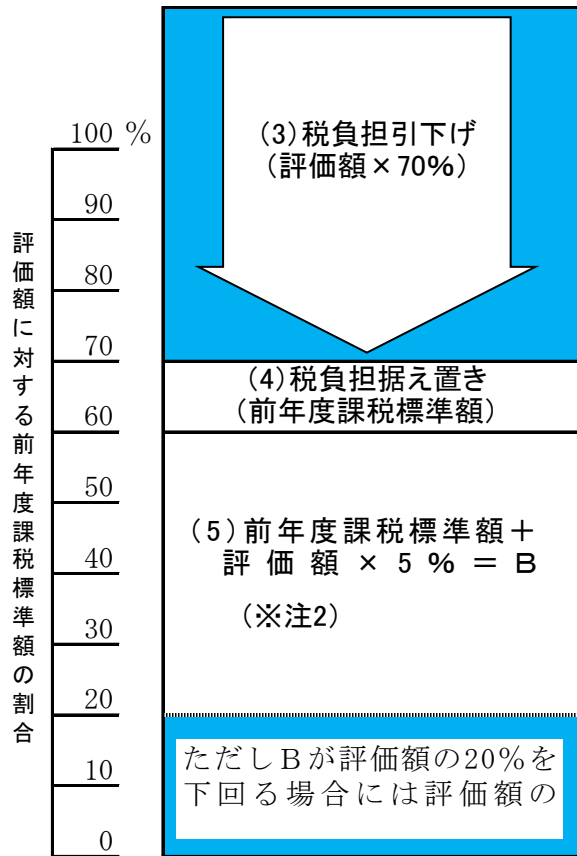 評価額に対する前年度課税標準額の割合
100 %
90
80
70
60
50
40
30
20
10
0
(3)税負担引下げ
(評価額×70%)
(4)税負担据え置き
(前年度課税標準額)
(5)前年度課税標準額＋
評価額×5％＝Ｂ
(※注2)
ただしＢが評価額の20%を
下回る場合には評価額の